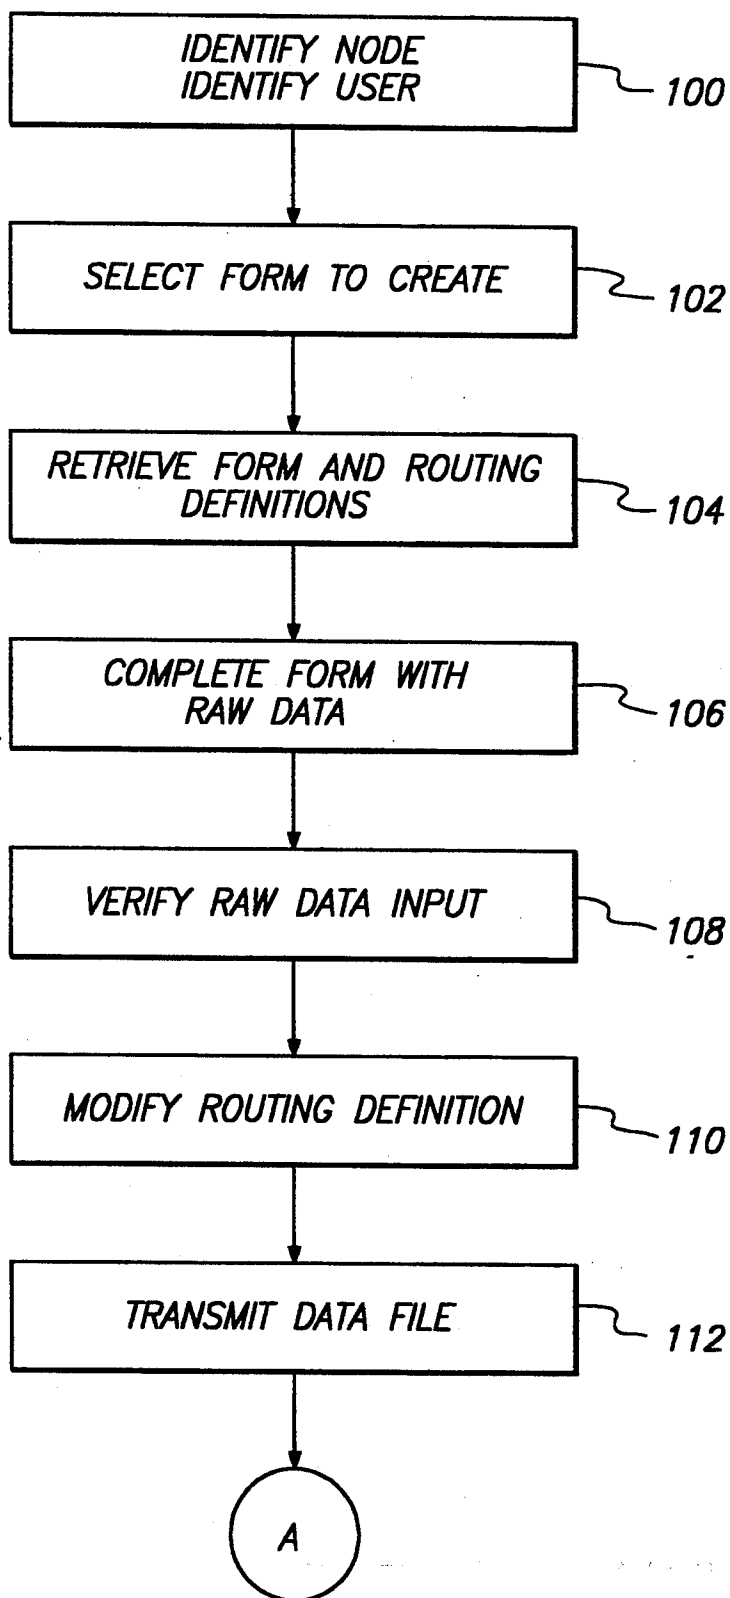 IDENTIFY NODE
IDENTIFY USER
100
SELECT FORM TO CREATE
102
RETRIEVE FORM AND ROUTING
DEFINITIONS
104
COMPLETE FORM WITH
RAW DATA
106
VERIFY RAW DATA INPUT
108
MODIFY ROUTING DEFINITION
110
TRANSMIT DATA FILE
112
A